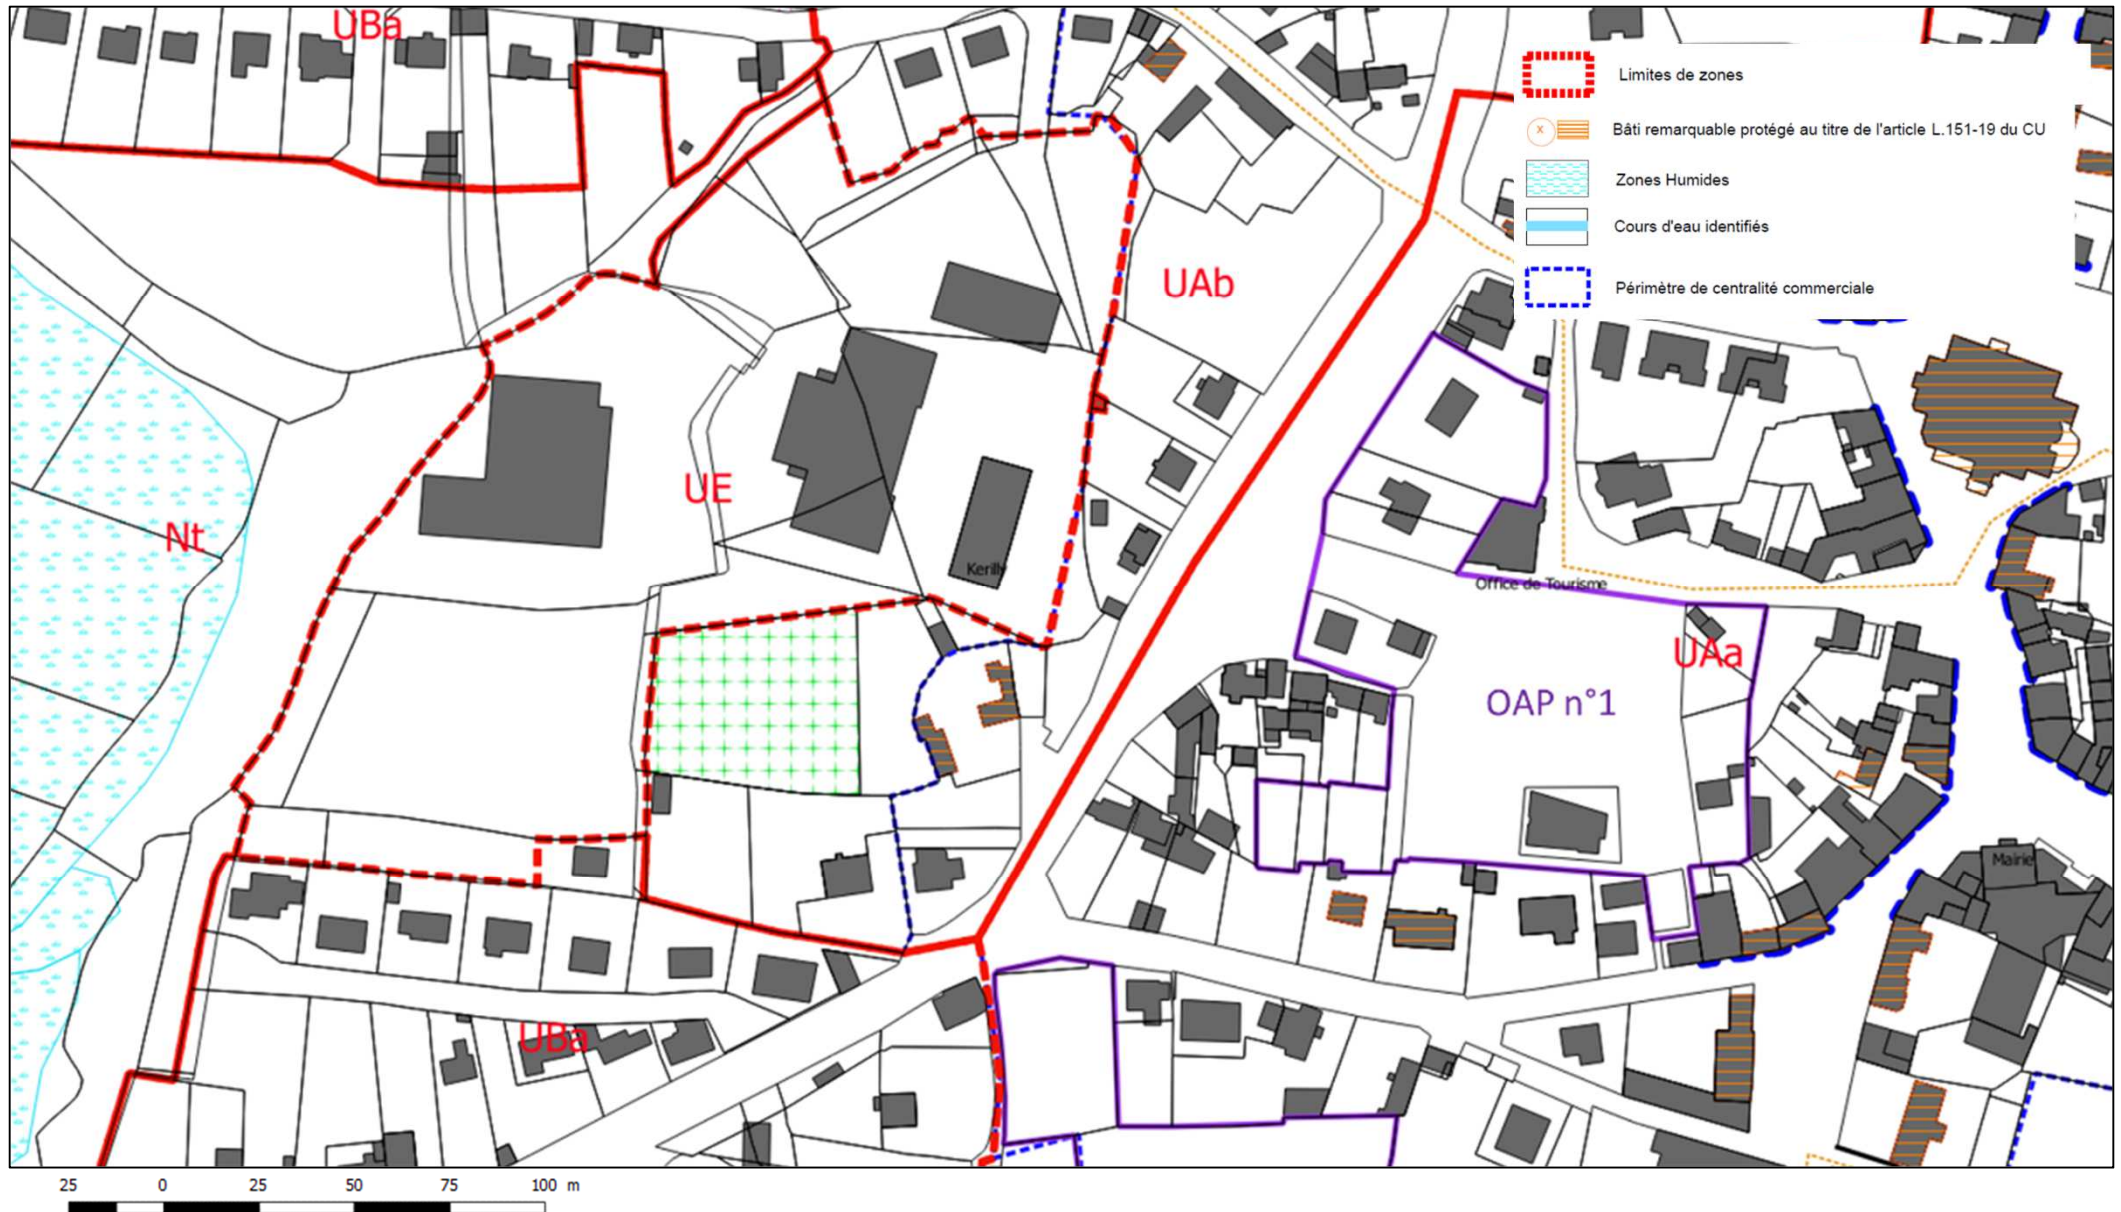 UBa
Limites de zones
x
Bâti remarquable protégé au titre de l'article L.151-19 du CU
Zones Humides
Cours d'eau identifiés
Périmètre de centralité commerciale
UAb
UE
Nt
Kerilly
Office de Tourisme
UAa
OAP n°1
Mairie
UBa
25 0 25 50 75 100 m